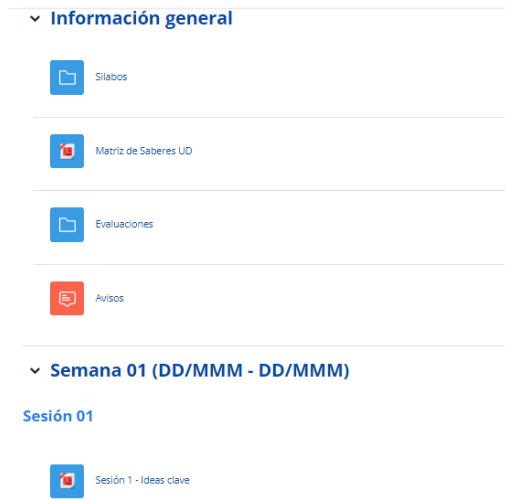 Información general
Silabos
Matriz de Saberes UD
Evaluaciones
Avisos
Semana 01 (DD/MMM - DD/MMM)
Sesión 01
Sesión 1 - Ideas clave